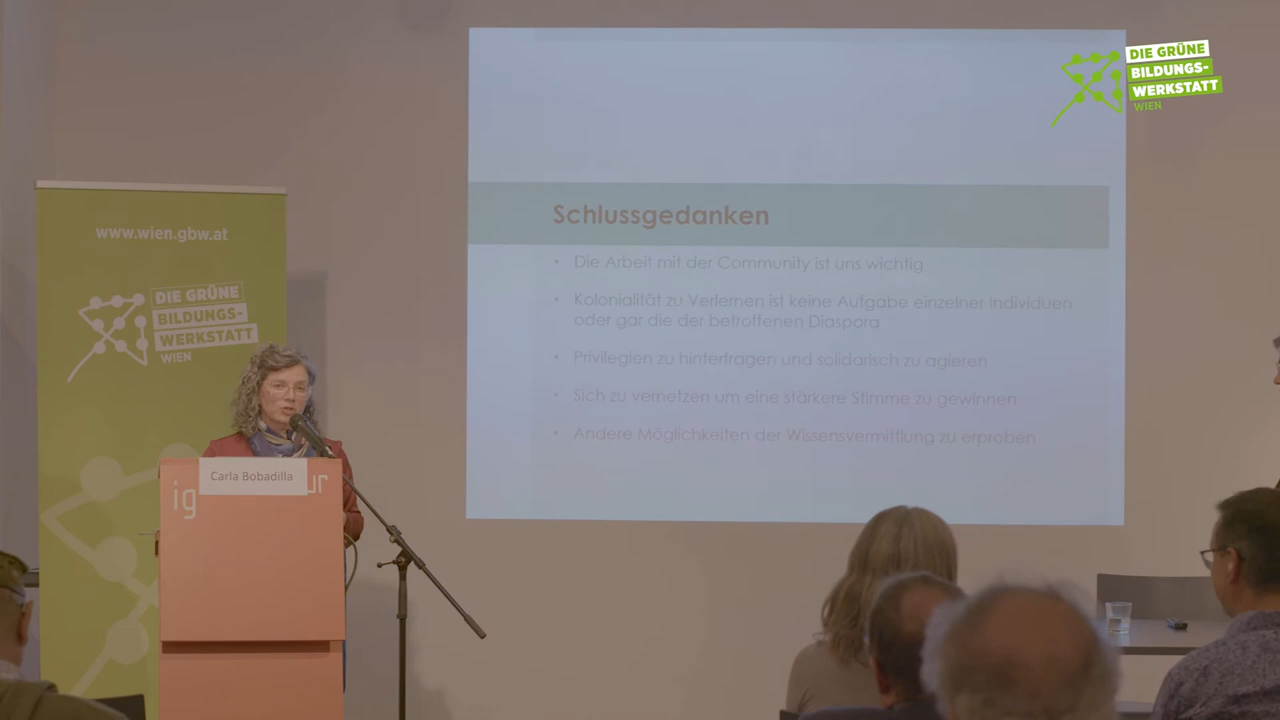 DIE GRÜNE
BILDUNGS-
WERKSTATT
WIEN
www.wien.gbw.at
DIE GRÜNE
BILDUNGS-
WERKSTATT
WIEN
Schlussgedanken
• Die Arbeit mit der Community ist uns wichtig
• Kolonialität zu Verlernen ist keine Aufgabe einzelner Individuen
oder gar die der betroffenen Diaspora
• Privilegien zu hinterfragen und solidarisch zu agieren
• Sich zu vernetzen um eine stärkere Stimme zu gewinnen
• Andere Möglichkeiten der Wissensvermittlung zu erproben
Carla Bobadilla
ig ur